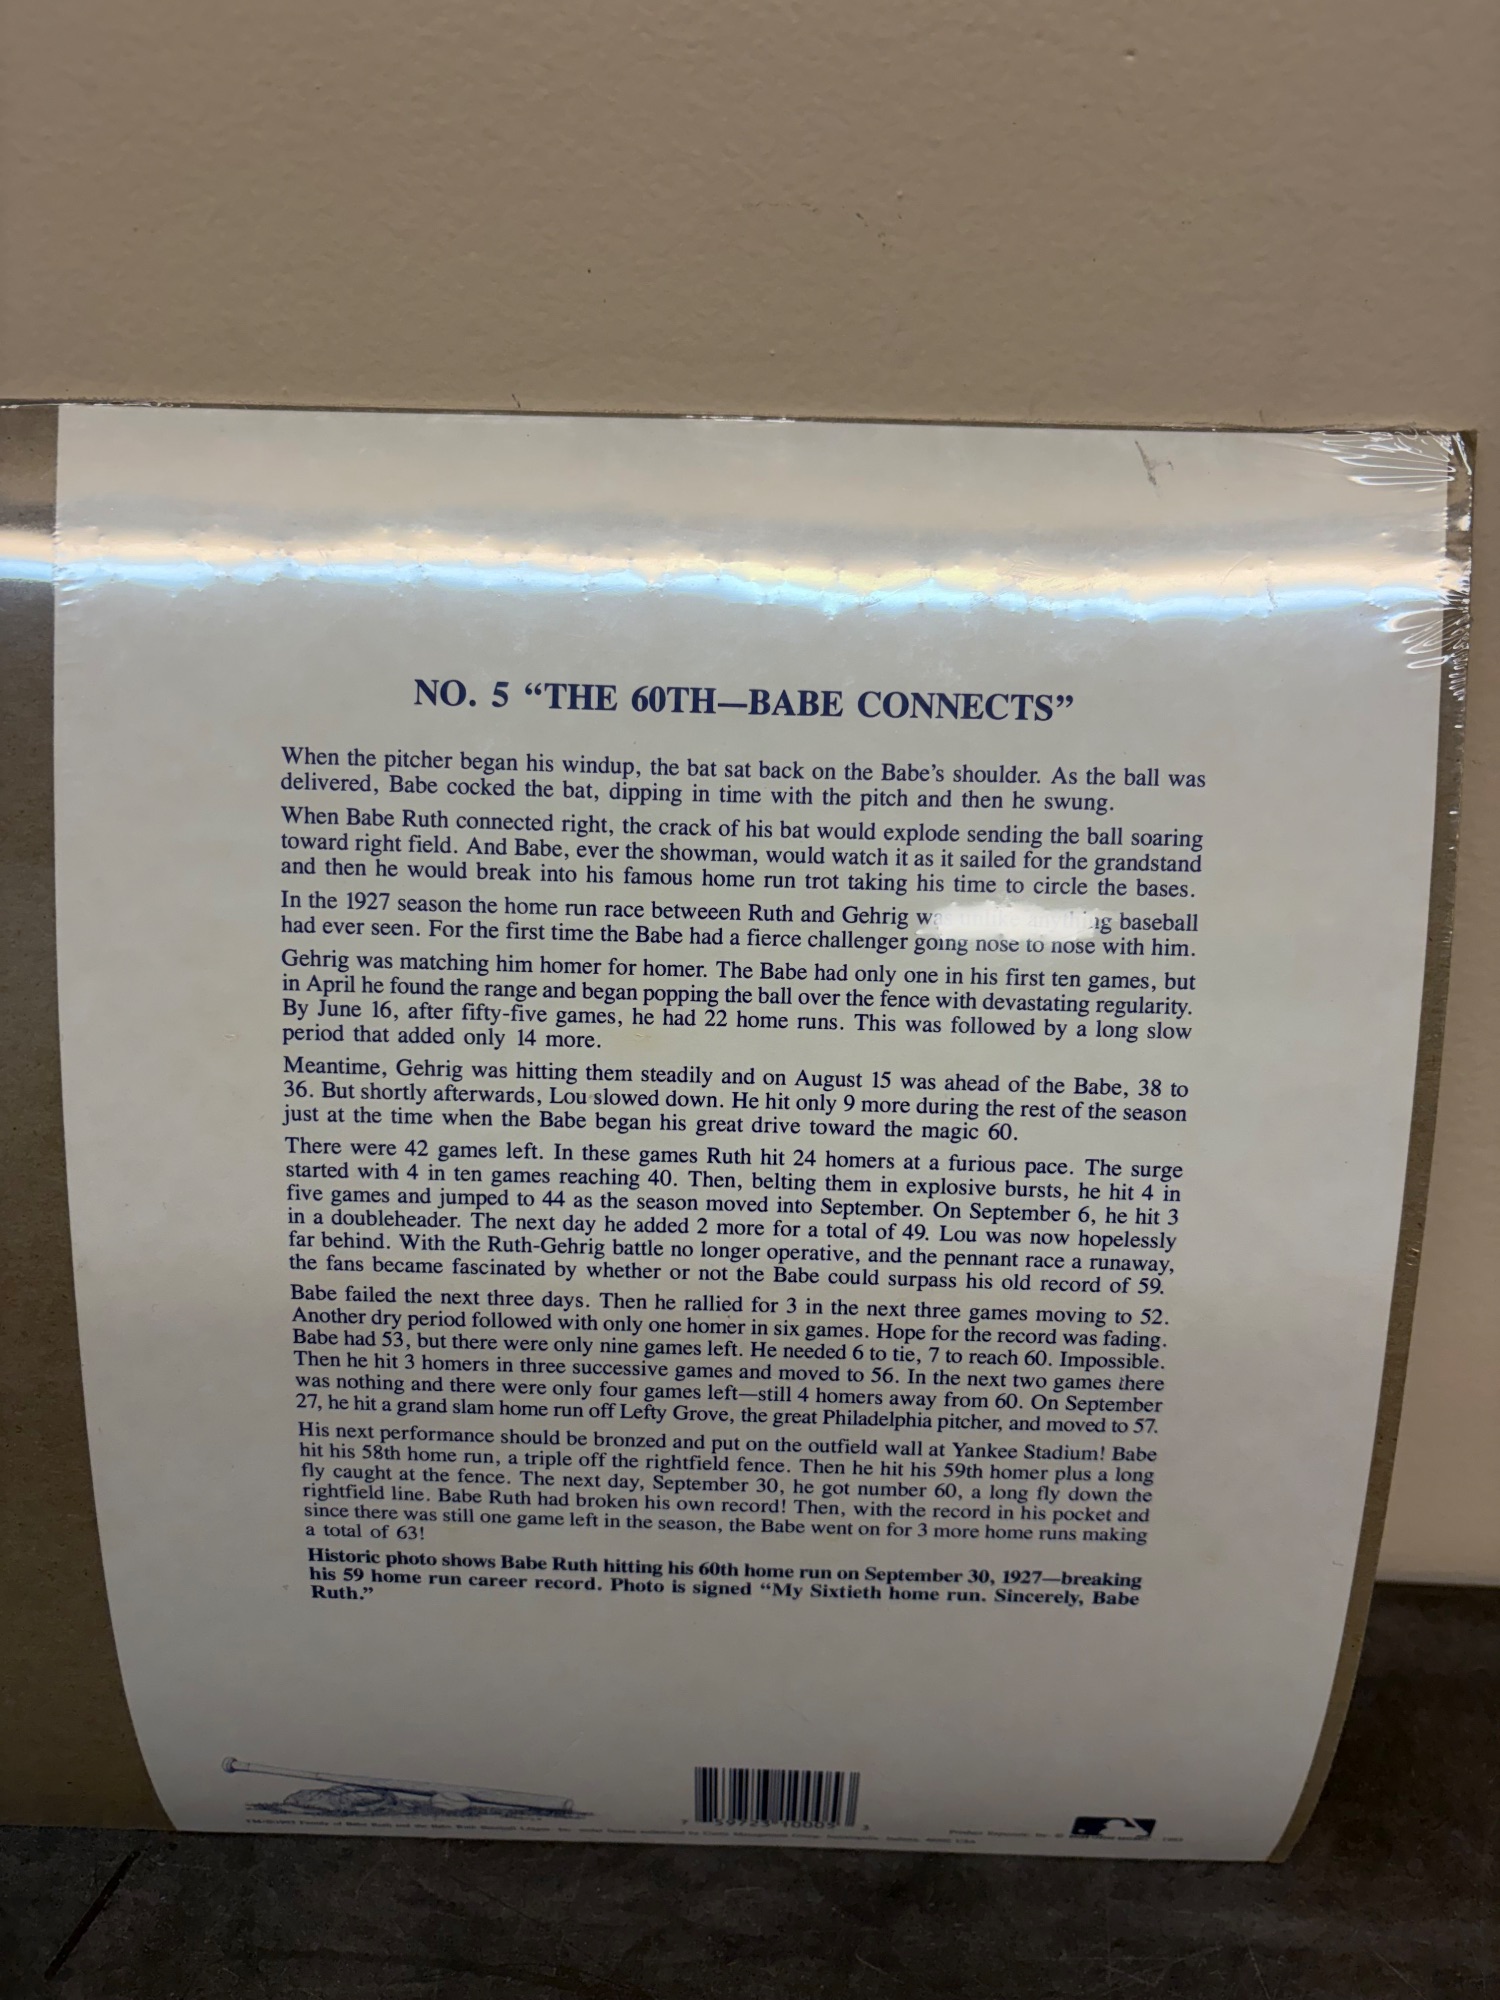 NO. 5 “THE 60TH—BABE CONNECTS”
When the pitcher began his windup, the bat sat back on the Babe’s shoulder. As the ball was
delivered, Babe cocked the bat, dipping in time with the pitch and then he swung.
When Babe Ruth connected right, the crack of his bat would explode sending the ball soaring
toward right field. And Babe, ever the showman, would watch it as it sailed for the grandstand
and then he would break into his famous home run trot taking his time to circle the bases.
In the 1927 season the home run race betweeen Ruth and Gehrig baseball
had ever seen. For the first time the Babe had a fierce challenger going nose to nose with him.
Gehrig was matching him homer for homer. The Babe had only one in his first ten games, but
in April he found the range and began popping the ball over the fence with devastating regularity.
By June 16, after fifty-five games, he had 22 home runs. This was followed by a long slow
period that added only 14 more.
Meantime, Gehrig was hitting them steadily and on August 15 was ahead of the Babe, 38 to
36. But shortly afterwards, Lou slowed down. He hit only 9 more during the rest of the season
just at the time when the Babe began his great drive toward the magic 60.
There were 42 games left. In these games Ruth hit 24 homers at a furious pace. The surge
started with 4 in ten games reaching 40. Then, belting them in explosive bursts, he hit 4 in
five games and jumped to 44 as the season moved into September. On September 6, he hit 3
in a doubleheader. The next day he added 2 more for a total of 49. Lou was now hopelessly
far behind. With the Ruth-Gehrig battle no longer operative, and the pennant race a runaway,
the fans became fascinated by whether or not the Babe could surpass his old record of 59.
Babe failed the next three days. Then he rallied for 3 in the next three games moving to 52.
Another dry period followed with only one homer in six games. Hope for the record was fading.
Babe had 53, but there were only nine games left. He needed 6 to tie, 7 to reach 60. Impossible.
Then he hit 3 homers in three successive games and moved to 56. In the next two games there
was nothing and there were only four games left—still 4 homers away from 60. On September
27, he hit a grand slam home run off Lefty Grove, the great Philadelphia pitcher, and moved to 57.
His next performance should be bronzed and put on the outfield wall at Yankee Stadium! Babe
hit his 58th home run, a triple off the rightfield fence. Then he hit his 59th homer plus a long
fly caught at the fence. The next day, September 30, he got number 60, a long fly down the
rightfield line. Babe Ruth had broken his own record! Then, with the record in his pocket and
since there was still one game left in the season, the Babe went on for 3 more home runs making
a total of 63!
Historic photo shows Babe Ruth hitting his 60th home run on September 30, 1927—breaking
his 59 home run career record. Photo is signed “My Sixtieth home run. Sincerely, Babe
Ruth.”